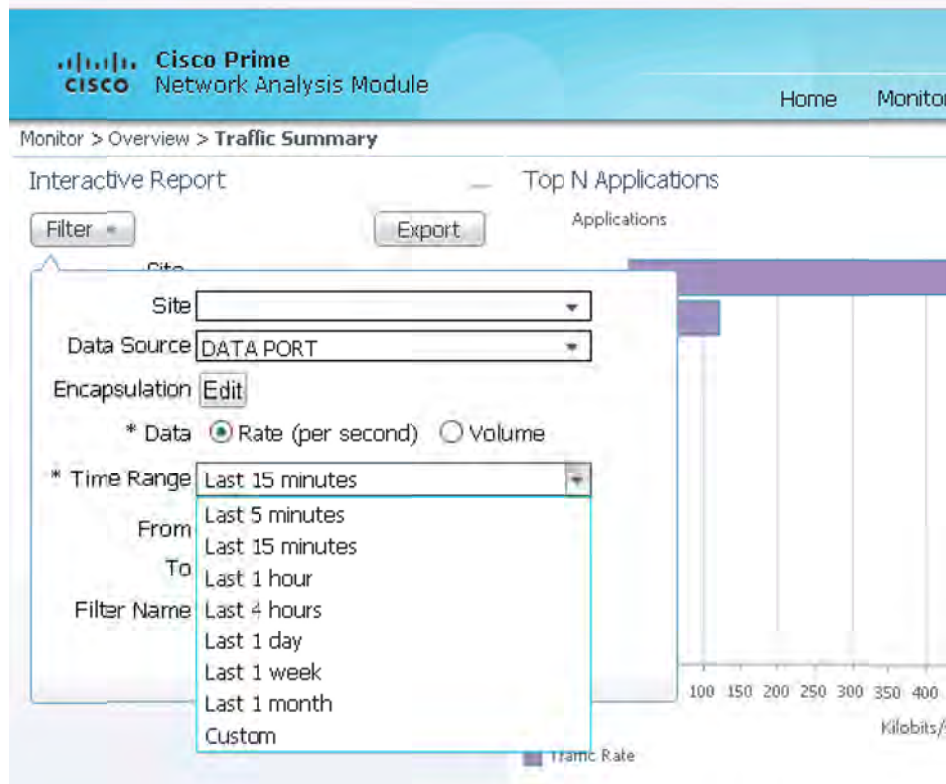 CISCO
Cisco Prime
Network Analysis Module
Home Monitor
Monitor > Overview > Traffic Summary
Interactive Report
Filter
Export
Site
Site
Data Source DATA PORT
Encapsulation Edit
* Data Rate (per second) Volume
* Time Range Last 15 minutes
Last 5 minutes
From
Last 15 minutes
To
Last 1 hour
Filter Name Last 4 hours
Last 1 day
Last 1 week
Last 1 month
Custom
Top N Applications
Applications
100 150 200 250 300 350 400
Kilobits/
Traffic Rate